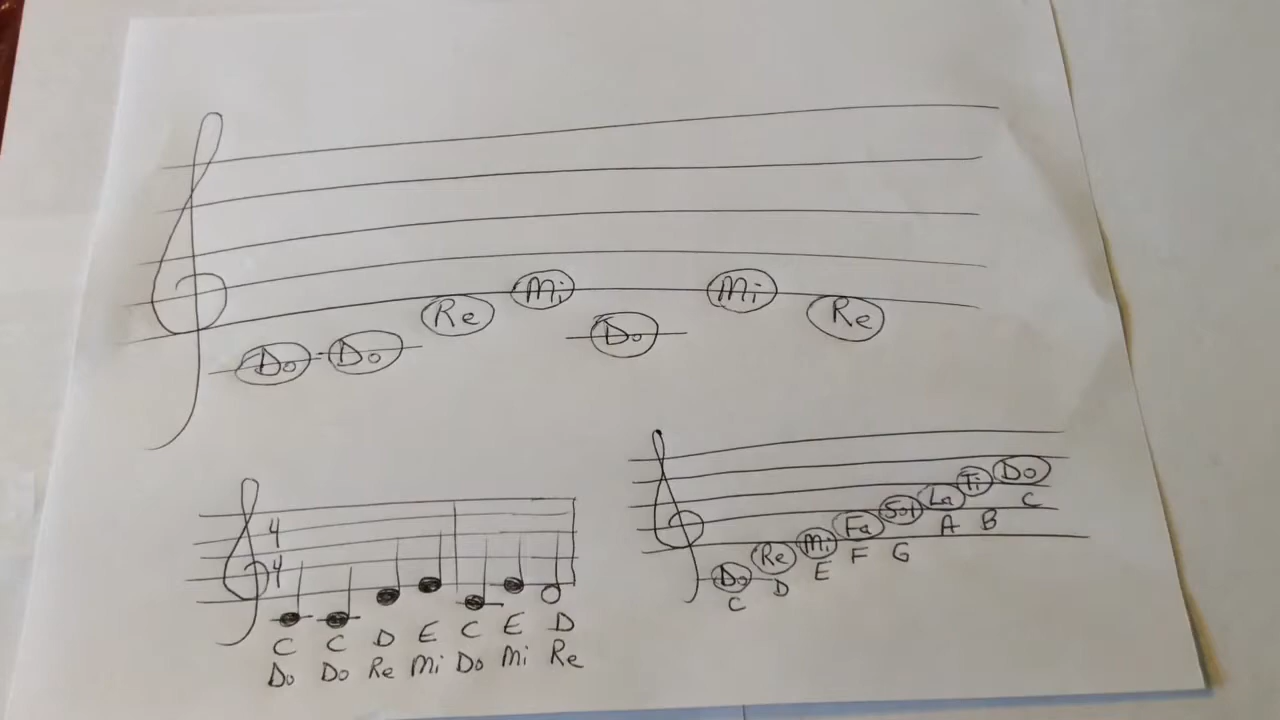 Do Do Re Mi Do Mi Re
4
4
C C D E C E D
Do Do Re Mi Do Mi Re
Do Re Mi Fa Sol La Ti Do
C D E F G A B C